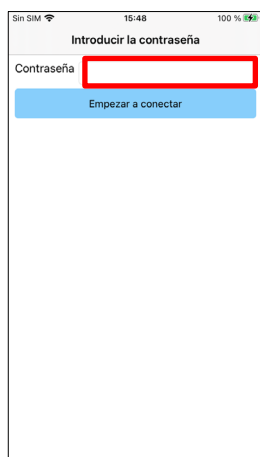 Sin SIM 15:48 100 %
Introducir la contraseña
Contraseña
Empezar a conectar